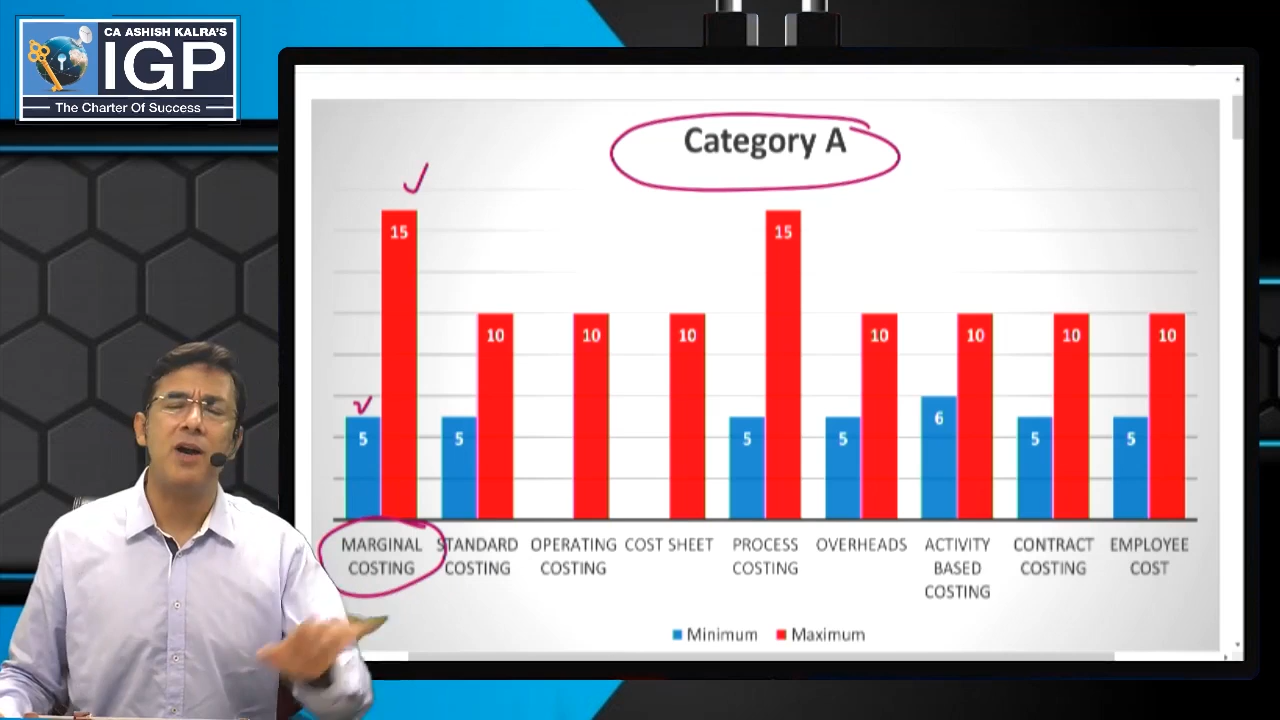 CA ASHISH KALRA'S
IGP
The Charter Of Success
Category A
15
15
10
10
10
10
10
10
10
5
5
5
5
6
5
5
MARGINAL COSTING
STANDARD COSTING
OPERATING COSTING
COST SHEET
PROCESS COSTING
OVERHEADS
ACTIVITY BASED COSTING
CONTRACT COSTING
EMPLOYEE COST
Minimum
Maximum